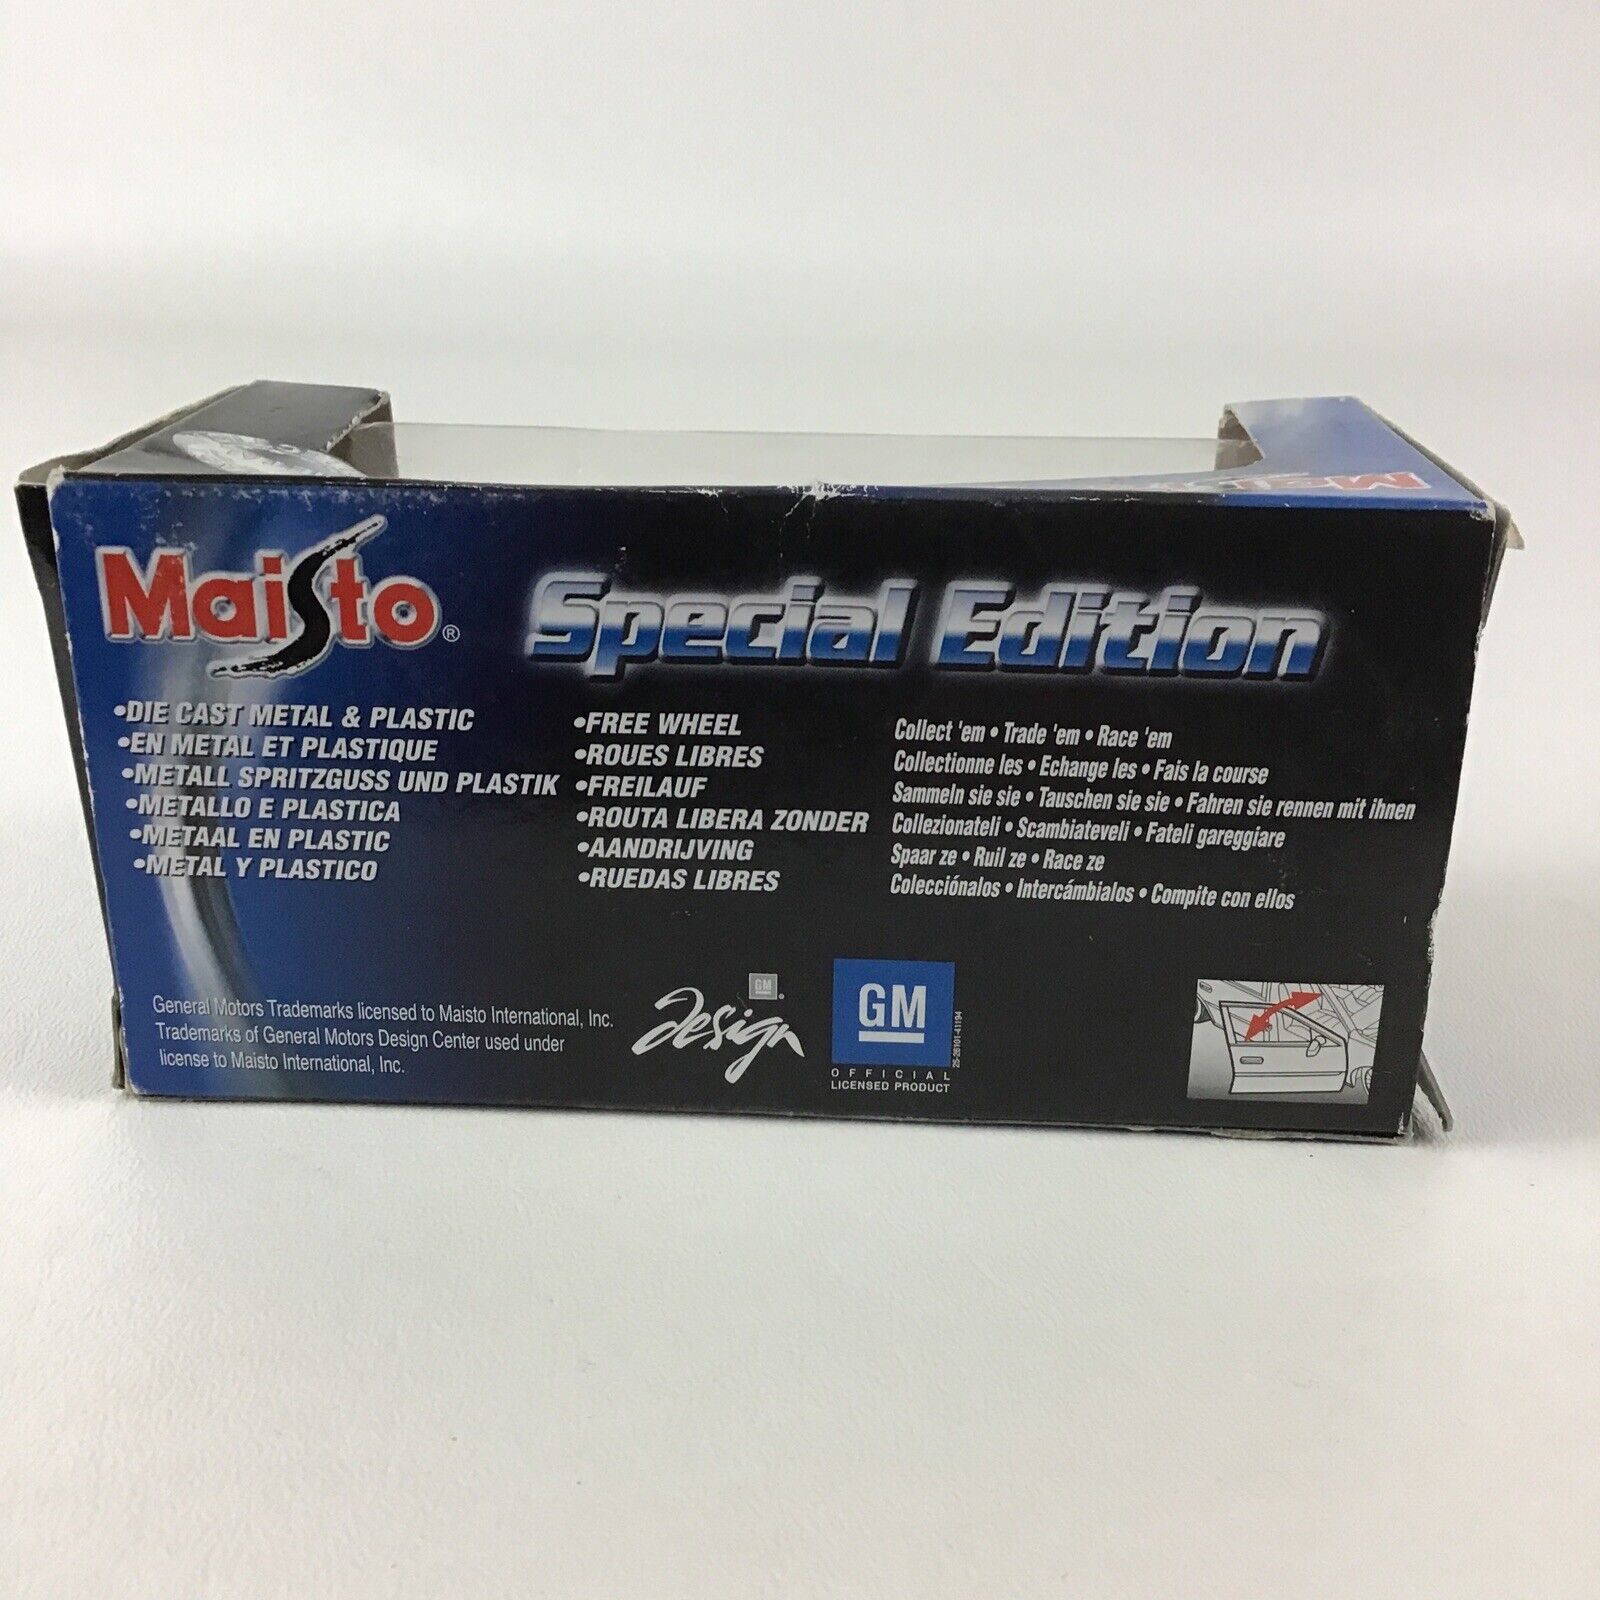 Maisto
Maisto®
Special Edition
•DIE CAST METAL & PLASTIC
•EN METAL ET PLASTIQUE
•METALL SPRITZGUSS UND PLASTIK
•METALLO E PLASTICA
•METAAL EN PLASTIC
•METAL Y PLASTICO
•FREE WHEEL
•ROUES LIBRES
•FREILAUF
•ROUTA LIBERA ZONDER
•AANDRIJVING
•RUEDAS LIBRES
Collect 'em • Trade 'em • Race 'em
Collectionne les • Echange les • Fais la course
Sammeln sie sie • Tauschen sie sie • Fahren sie rennen mit ihnen
Collezionateli • Scambiateveli • Fateli gareggiare
Spaar ze • Ruil ze • Race ze
Colecciónalos • Intercámbialos • Compite con ellos
General Motors Trademarks licensed to Maisto International, Inc.
Trademarks of General Motors Design Center used under
license to Maisto International, Inc.
GM
Design
GM
OFFICIAL
LICENSED PRODUCT
25-26101-41194